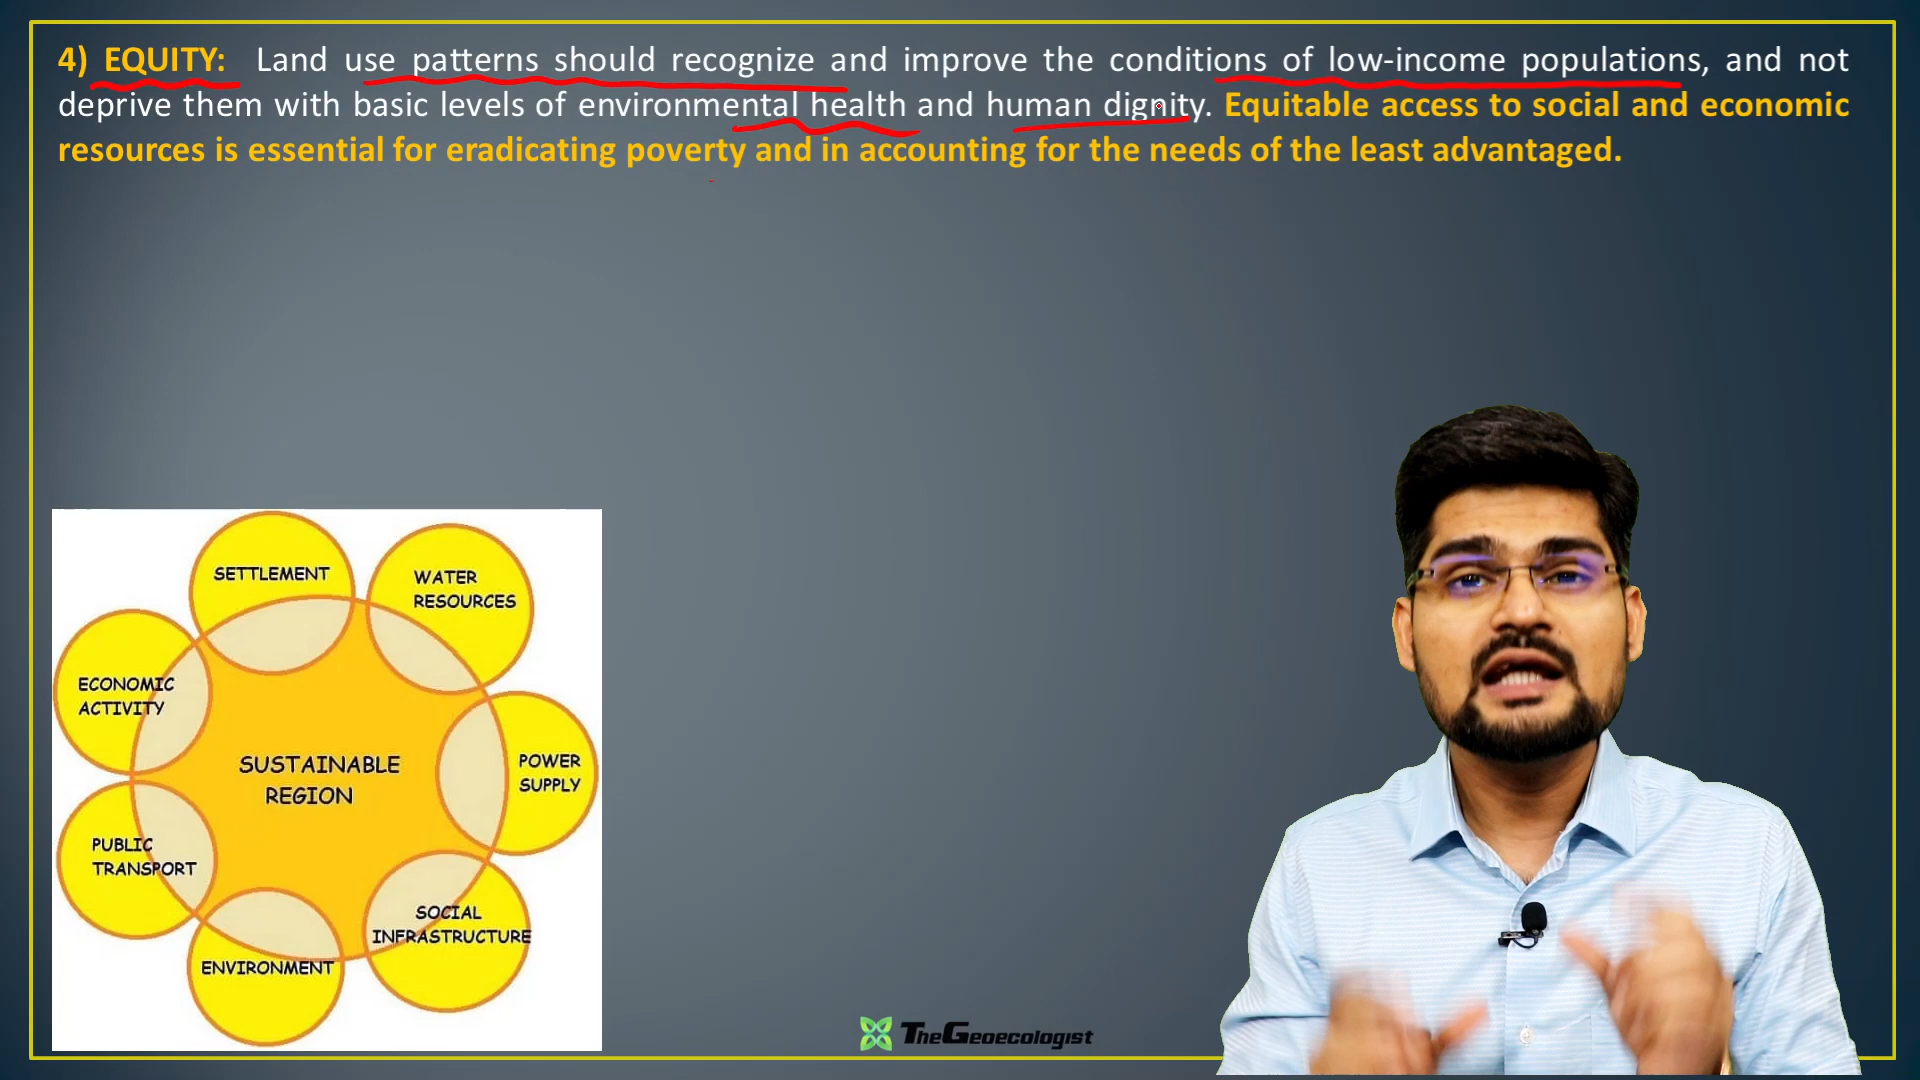 4) EQUITY: Land use patterns should recognize and improve the conditions of low-income populations, and not
deprive them with basic levels of environmental health and human dignity. Equitable access to social and economic
resources is essential for eradicating poverty and in accounting for the needs of the least advantaged.
SETTLEMENT
WATER
RESOURCES
ECONOMIC
ACTIVITY
SUSTAINABLE
REGION
POWER
SUPPLY
PUBLIC
TRANSPORT
SOCIAL
INFRASTRUCTURE
ENVIRONMENT
TheGeoecologist